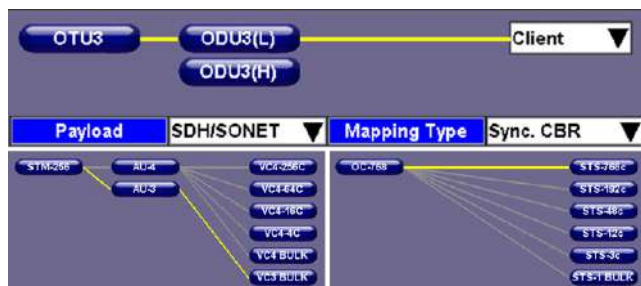 OTU3 ODU3(L) Client
ODU3(H)
Payload SDH/SONET Mapping Type Sync. CBR
STM-256 AU-4 VC4-256C OC-768 STS-768c
AU-3 VC4-64C STS-192c
VC4-16C STS-48c
VC4-4C STS-12c
VC4 BULK STS-3c
VC3 BULK STS-1 BULK